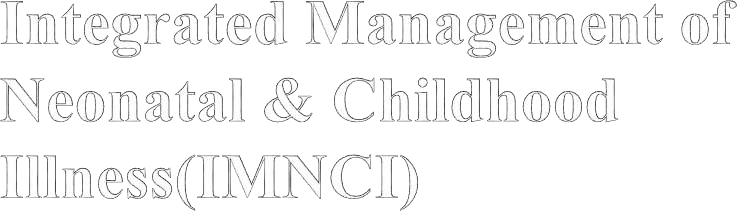 Integrated Management of
Neonatal & Childhood
Illness(IMNCI)